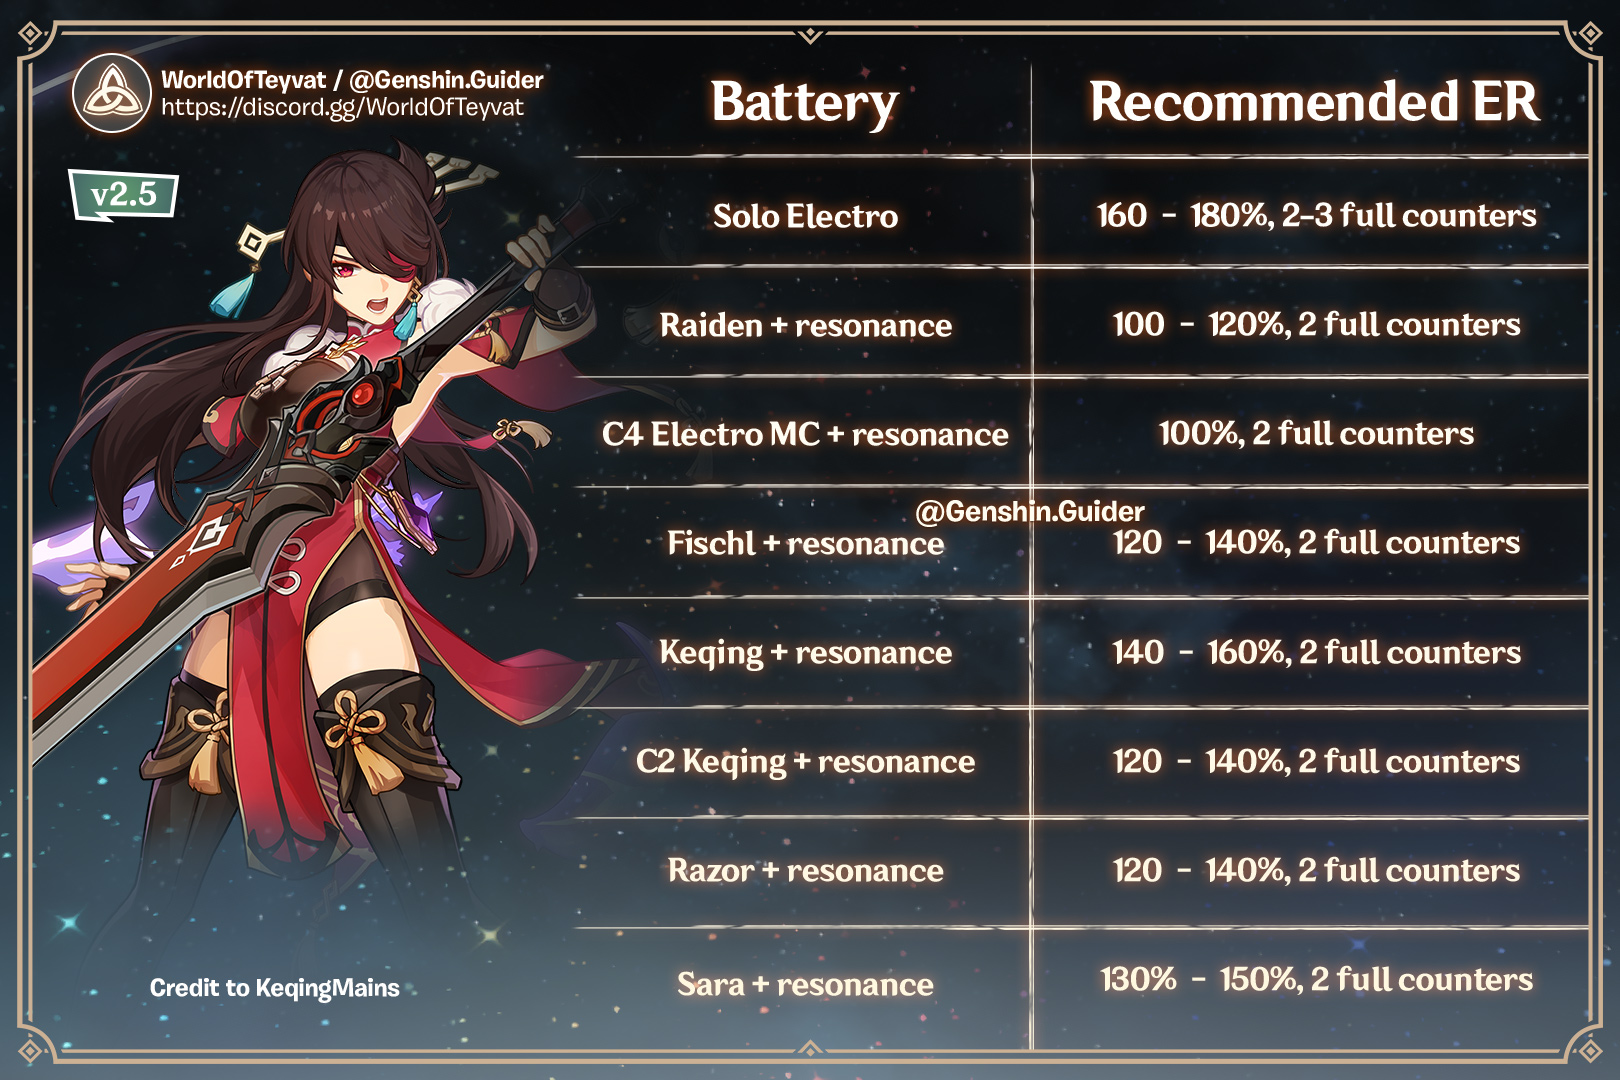 WorldOfTeyvat / @Genshin.Guider
https://discord.gg/WorldOfTeyvat
v2.5
Battery Recommended ER
Solo Electro 160 - 180%, 2-3 full counters
Raiden + resonance 100 - 120%, 2 full counters
C4 Electro MC + resonance 100%, 2 full counters
@Genshin.Guider
Fischl + resonance 120 - 140%, 2 full counters
Keqing + resonance 140 - 160%, 2 full counters
C2 Keqing + resonance 120 - 140%, 2 full counters
Razor + resonance 120 - 140%, 2 full counters
Sara + resonance 130% - 150%, 2 full counters
Credit to KeqingMains